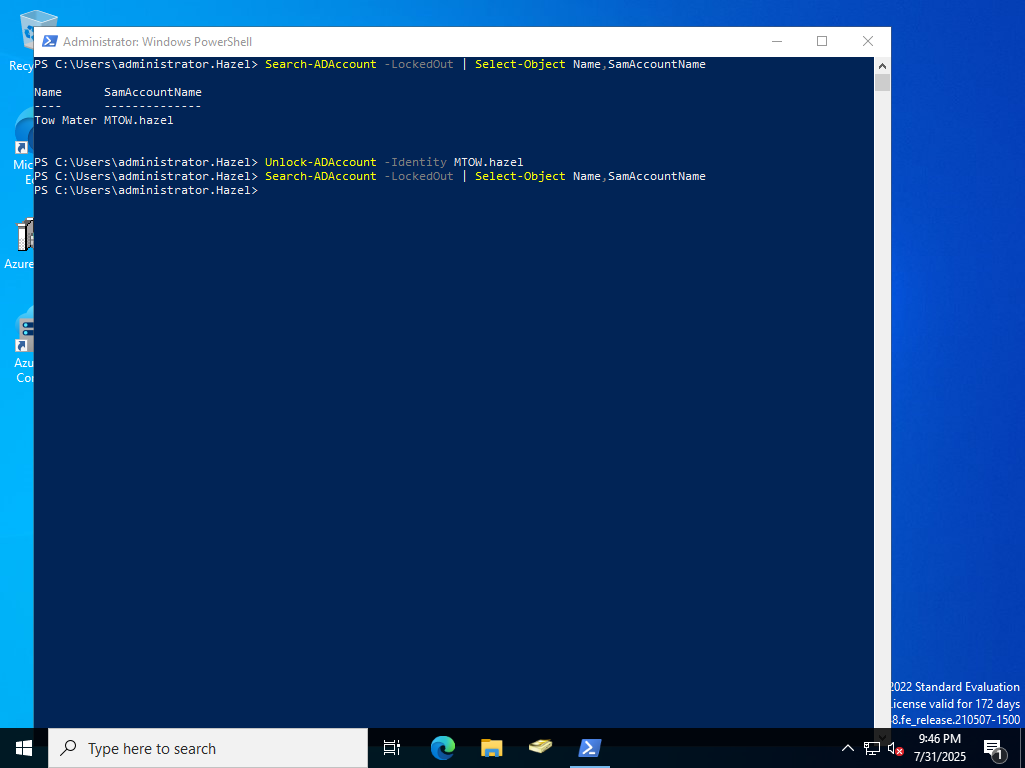 Administrator: Windows PowerShell
PS C:\Users\administrator.Hazel> Search-ADAccount -LockedOut | Select-Object Name,SamAccountName
Name SamAccountName
---- --------------
Tow Mater MTOW.hazel
PS C:\Users\administrator.Hazel> Unlock-ADAccount -Identity MTOW.hazel
PS C:\Users\administrator.Hazel> Search-ADAccount -LockedOut | Select-Object Name,SamAccountName
PS C:\Users\administrator.Hazel>
Recy
Mic
Ed
Azure
Azu
Con
2022 Standard Evaluation
License valid for 172 days
8.fe_release.210507-1500
Type here to search
9:46 PM
7/31/2025
1